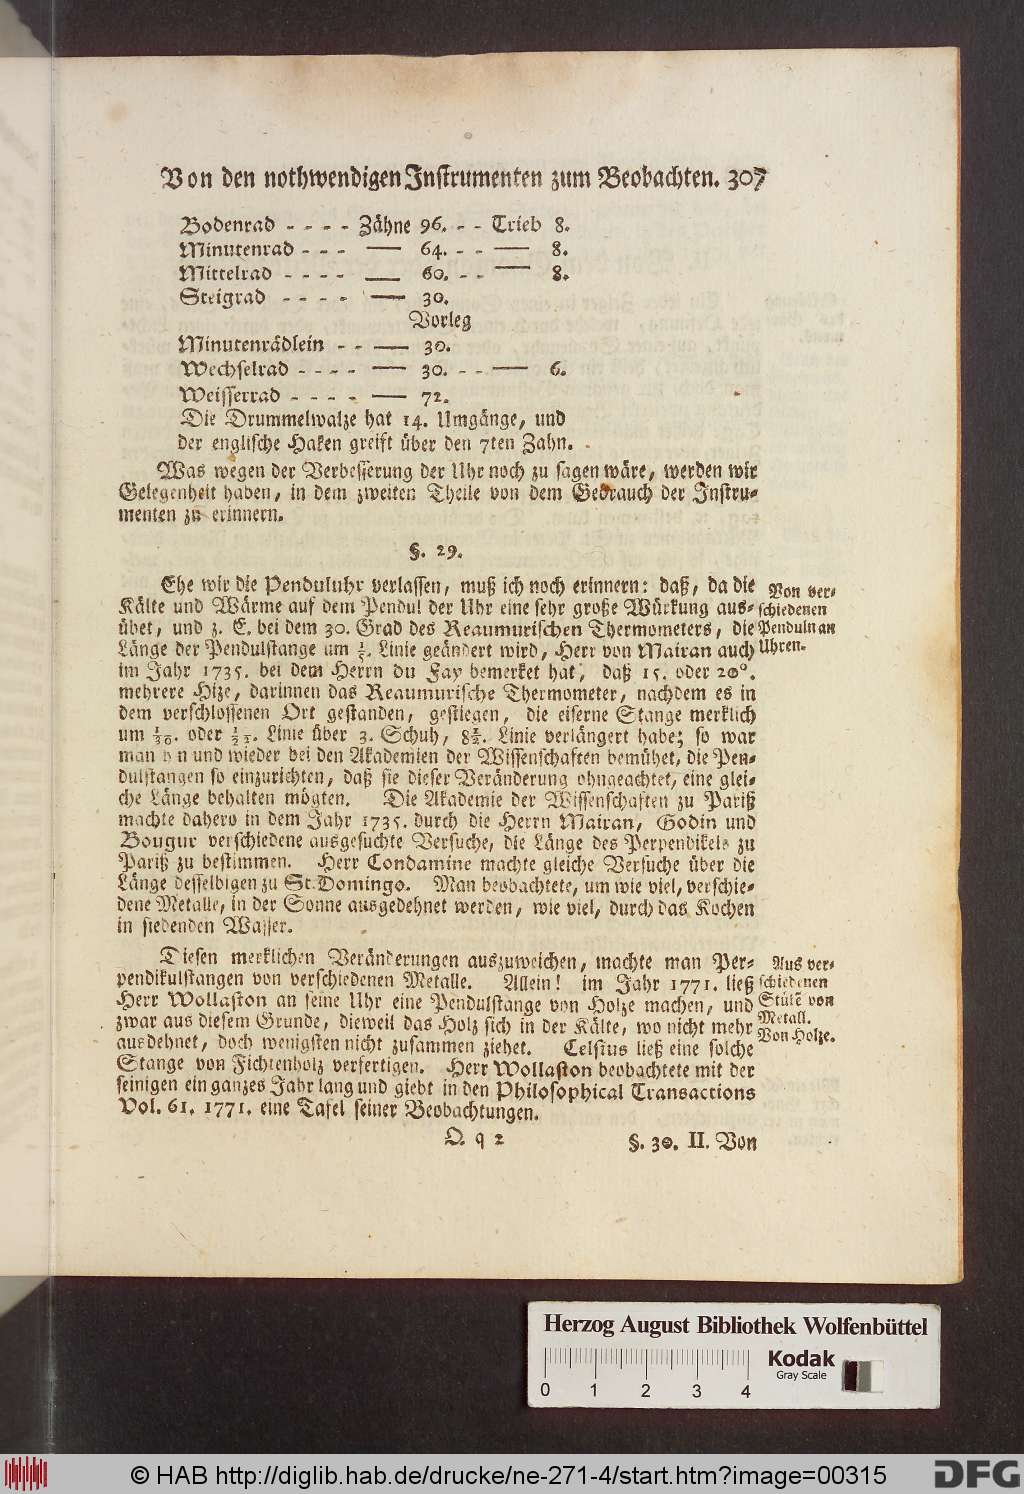 Von den nothwendigen Instrumenten zum Beobachten. 307
Bodenrad - - - - Zähne 96. - - Trieb 8.
Minutenrad - - - — 64. - - — 8.
Mittelrad - - - - — 60. - - — 8.
Steigrad - - - - — 30.
Vorleg
Minutenrädlein - - — 30.
Wechselrad - - - - — 30. - - — 6.
Weisserrad - - - - — 72.
Die Drummelwalze hat 14. Umgänge, und
der englische Haken greift über den 7ten Zahn.
Was wegen der Verbesserung der Uhr noch zu sagen wäre, werden wir
Gelegenheit haben, in dem zweiten Theile von dem Gebrauch der Instru-
menten zu erinnern.
§. 29.
Ehe wir die Penduluhr verlassen, muß ich noch erinnern: daß, da die
Kälte und Wärme auf dem Pendul der Uhr eine sehr große Würkung aus-
übet, und z. E. bei dem 30. Grad des Reaumurischen Thermometers, die
Länge der Pendulstange um Linie geändert wird, Herr von Mairan auch
im Jahr 1735. bei dem Herrn du Fay bemerket hat, daß 15. oder 20°.
mehrere Hize, darinnen das Reaumurische Thermometer, nachdem es in
dem verschlossenen Ort gestanden, gestiegen, die eiserne Stange merklich
um oder Linie über 3. Schuh, 8½. Linie verlängert habe; so war
man hin und wieder bei den Akademien der Wissenschaften bemühet, die Pen-
dulstangen so einzurichten, daß sie dieser Veränderung ohngeachtet, eine glei-
che Länge behalten mögten. Die Akademie der Wissenschaften zu Pariß
machte dahero in dem Jahr 1735. durch die Herrn Mairan, Godin und
Bougur verschiedene ausgesuchte Versuche, die Länge des Perpendikels zu
Pariß zu bestimmen. Herr Condamine machte gleiche Versuche über die
Länge desselbigen zu St. Domingo. Man beobachtete, um wie viel, verschie-
dene Metalle, in der Sonne ausgedehnet werden, wie viel, durch das Kochen
in siedenden Wasser.
Von ver-
schiedenen
Penduln an
Uhren.
Diesen merklichen Veränderungen auszuweichen, machte man Per-
pendikulstangen von verschiedenen Metalle. Allein! im Jahr 1771. ließ
Herr Wollaston an seine Uhr eine Pendulstange von Holze machen, und
zwar aus diesem Grunde, dieweil das Holz sich in der Kälte, wo nicht mehr
ausdehnet, doch wenigsten nicht zusammen ziehet. Celsius ließ eine solche
Stange von Fichtenholz verfertigen. Herr Wollaston beobachtete mit der
seinigen ein ganzes Jahr lang und giebt in den Philosophical Transactions
Vol. 61. 1771. eine Tafel seiner Beobachtungen.
Aus ver-
schiedenen
Stüke von
Metall.
Von Holze.
Q q 2 §. 30. II. Von
Herzog August Bibliothek Wolfenbüttel
0 1 2 3 4
Kodak
Gray Scale
© HAB http://diglib.hab.de/drucke/ne-271-4/start.htm?image=00315
DFG